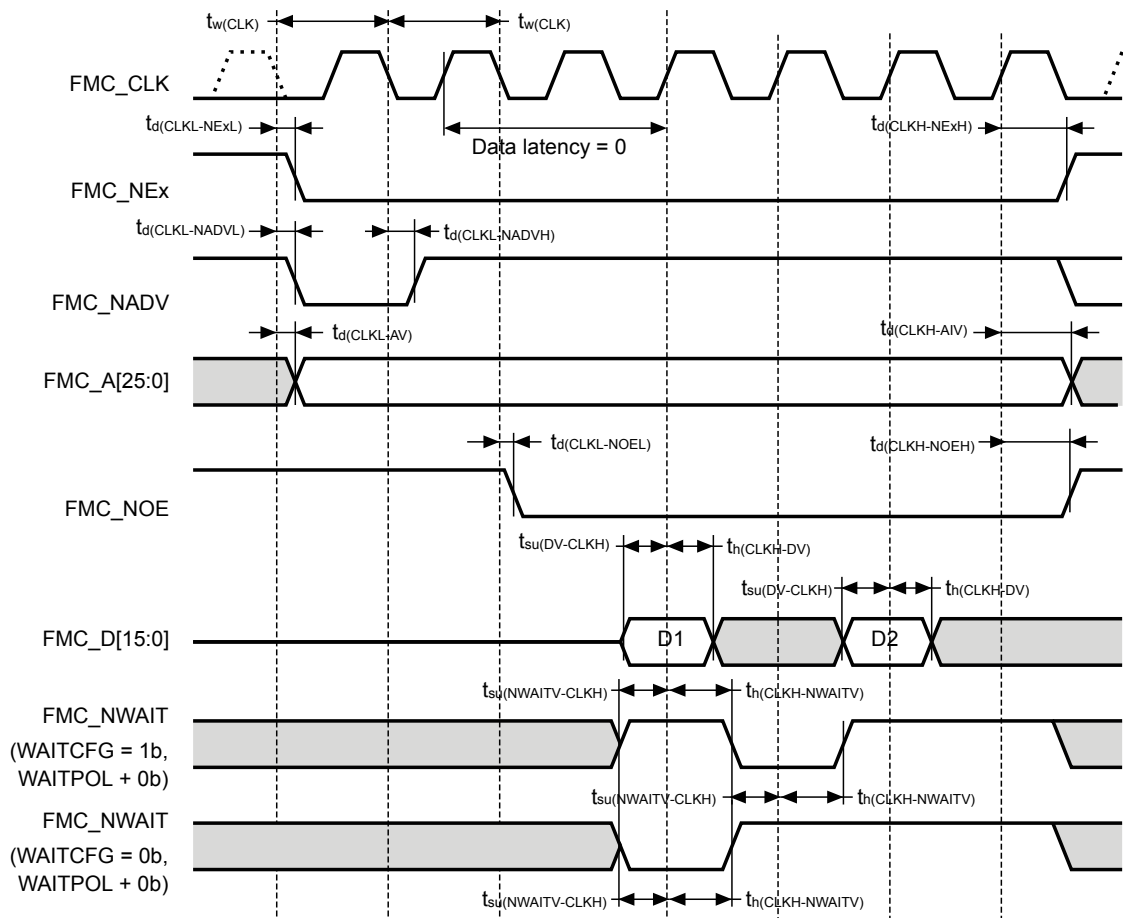 tw(CLK)
tw(CLK)
FMC_CLK
td(CLKL-NExL)
td(CLKH-NExH)
Data latency = 0
FMC_NEx
td(CLKL-NADVL)
td(CLKL-NADVH)
FMC_NADV
td(CLKL-AV)
td(CLKH-AIV)
FMC_A[25:0]
td(CLKL-NOEL)
td(CLKH-NOEH)
FMC_NOE
tsu(DV-CLKH)
th(CLKH-DV)
tsu(DV-CLKH)
th(CLKH-DV)
FMC_D[15:0]
D1
D2
tsu(NWAITV-CLKH)
th(CLKH-NWAITV)
FMC_NWAIT
(WAITCFG = 1b,
WAITPOL + 0b)
tsu(NWAITV-CLKH)
th(CLKH-NWAITV)
FMC_NWAIT
(WAITCFG = 0b,
WAITPOL + 0b)
tsu(NWAITV-CLKH)
th(CLKH-NWAITV)